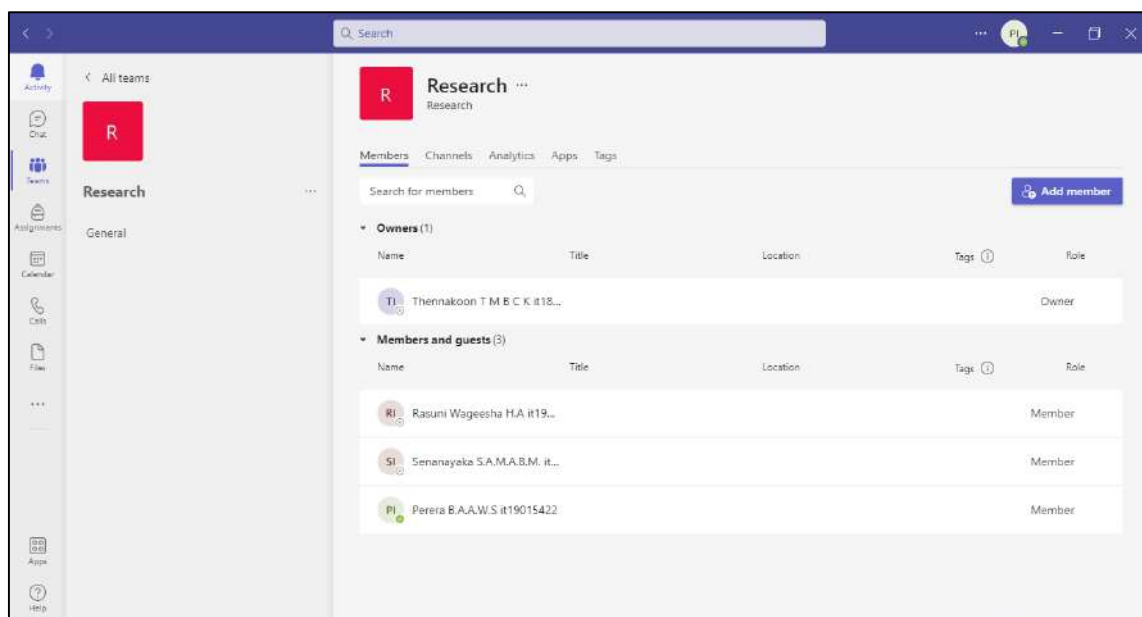 Search
PI
Activity
Chat
Teams
Assignments
Calendar
Calls
Files
Apps
Help
All teams
R
Research
General
R
Research
Research
Members Channels Analytics Apps Tags
Search for members
Add member
Owners (1)
Name Title Location Tags Role
TI Thennakoon T M B C K it18... Owner
Members and guests (3)
Name Title Location Tags Role
RI Rasuni Wageesha H.A it19... Member
SI Senanayaka S.A.M.A.B.M. it... Member
PI Perera B.A.A.W.S it19015422 Member